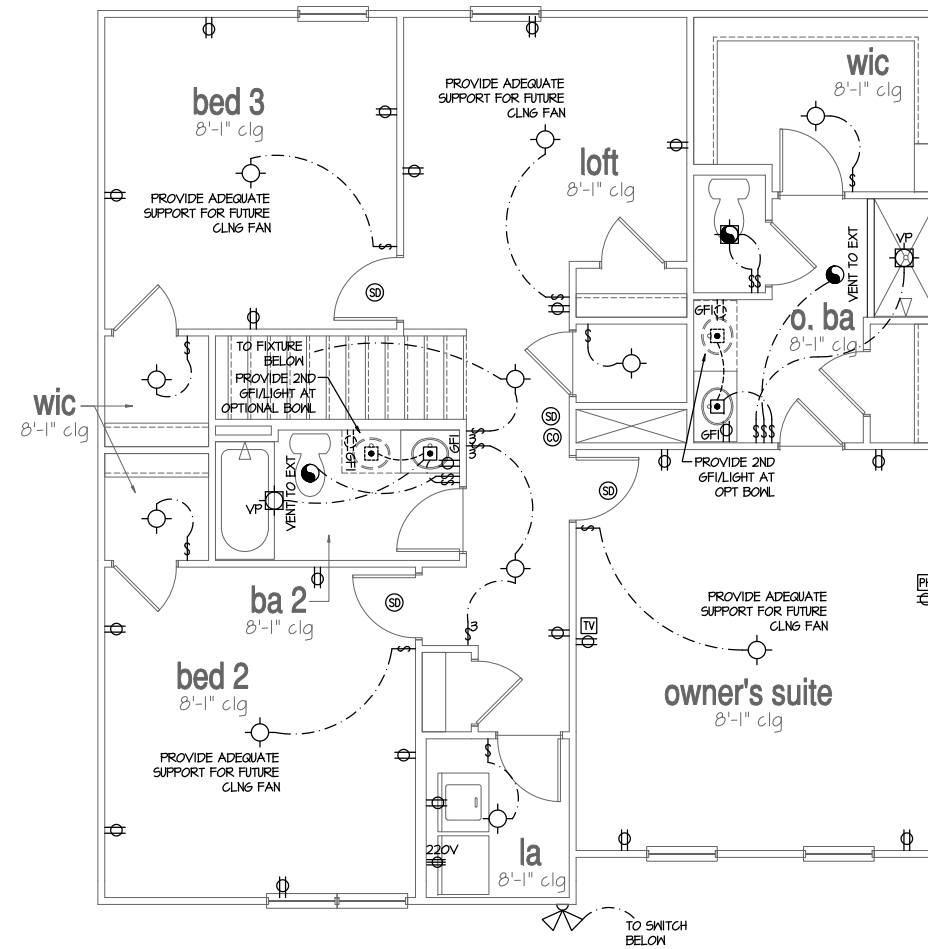 bed 3
8'-1" clg
PROVIDE ADEQUATE
SUPPORT FOR FUTURE
CLNG FAN
$
SD
PROVIDE ADEQUATE
SUPPORT FOR FUTURE
CLNG FAN
loft
8'-1" clg
$
wic
8'-1" clg
$
VP
VENT TO EXT
$$
GFI
o. ba
8'-1" clg
GFI
$$$
PROVIDE 2ND
GFI/LIGHT AT
OPT BOWL
TO FIXTURE
BELOW
PROVIDE 2ND
GFI/LIGHT AT
OPTIONAL BOWL
$
$
wic
8'-1" clg
$
GFI
GFI
$
3
$
3
$$
VENT TO EXT
VP
SD
CO
SD
$
ba 2
8'-1" clg
SD
$
3
TV
PH
PROVIDE ADEQUATE
SUPPORT FOR FUTURE
CLNG FAN
owner's suite
8'-1" clg
bed 2
8'-1" clg
$
PROVIDE ADEQUATE
SUPPORT FOR FUTURE
CLNG FAN
$
220V
la
8'-1" clg
TO SWITCH
BELOW